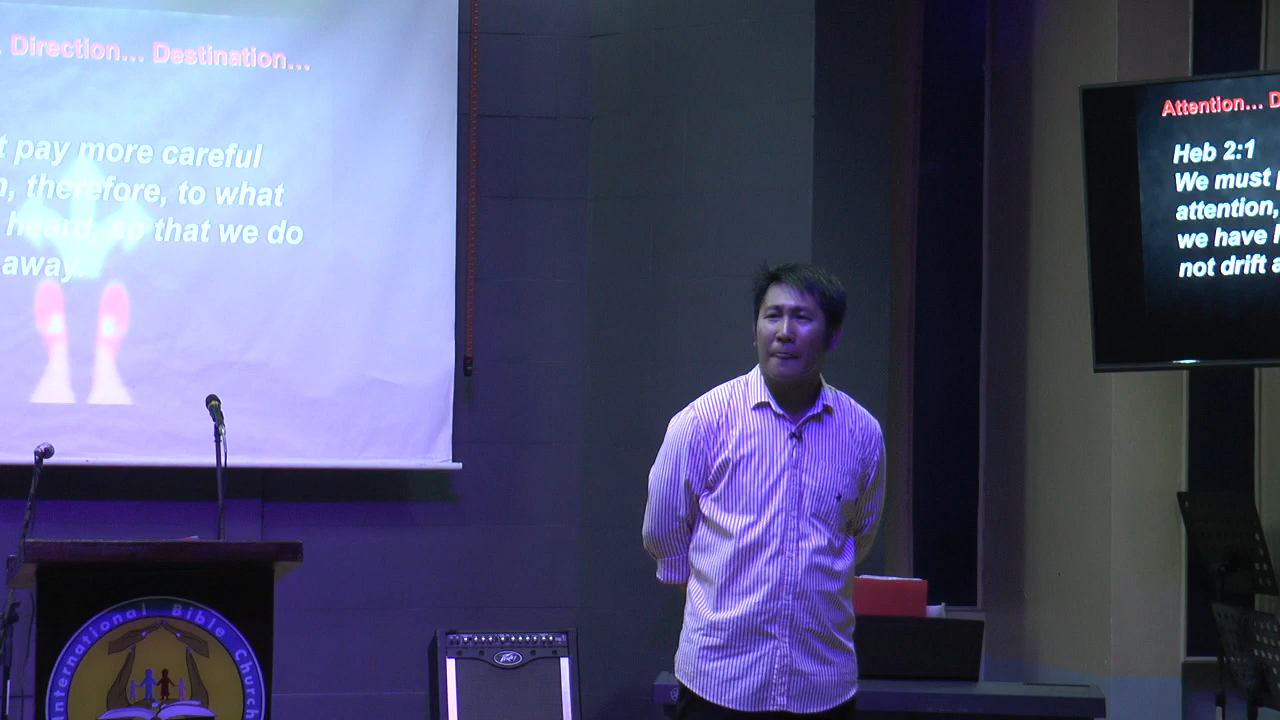 Direction... Destination...
pay more careful
therefore, to what
heard, so that we do
away.
Attention...
Heb 2:1
We must
attention,
we have
not drift
International Bible Church
Peavey